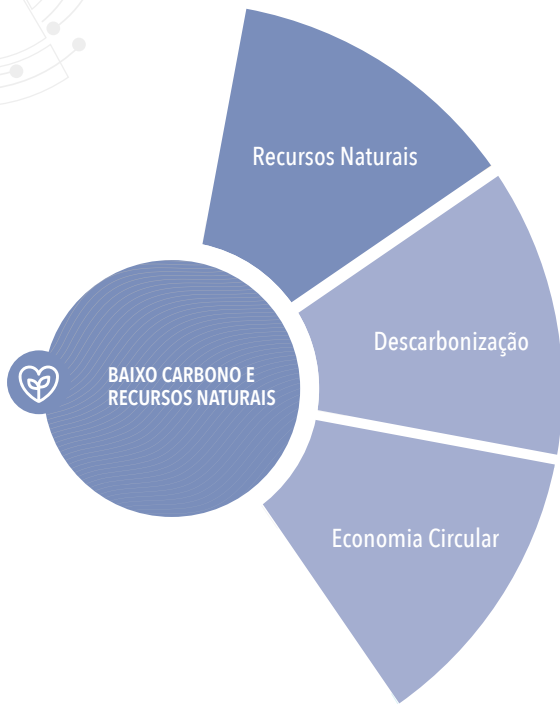 Recursos Naturais
Descarbonização
BAIXO CARBONO E
RECURSOS NATURAIS
Economia Circular